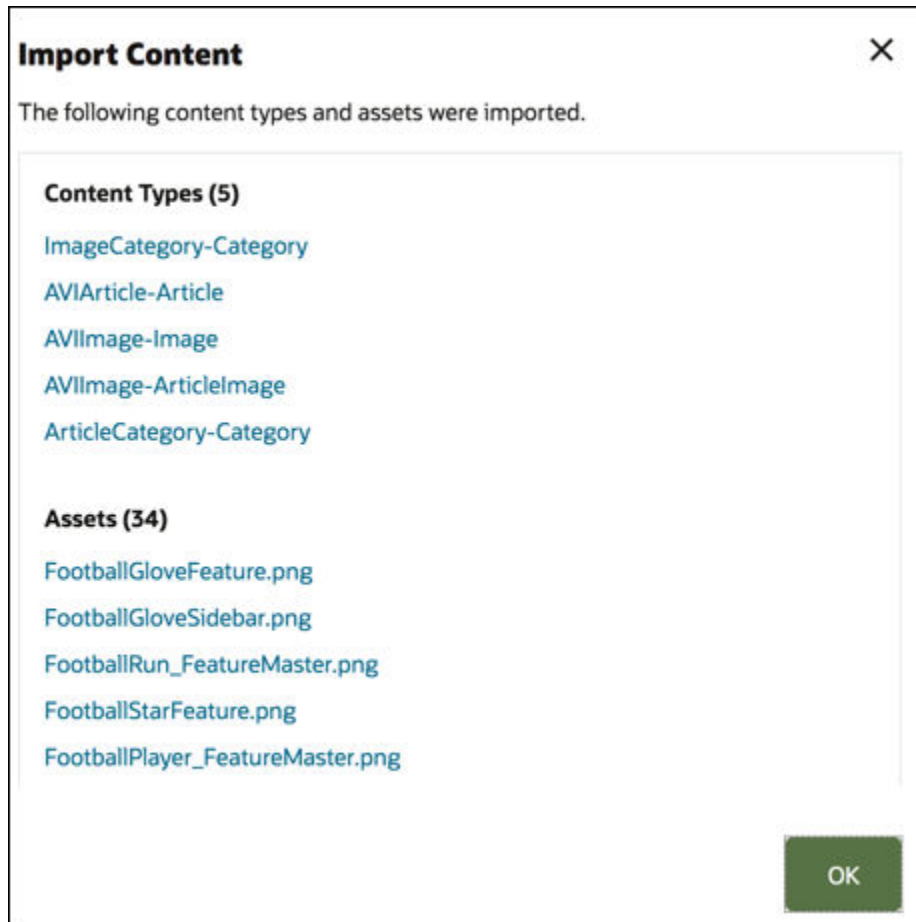 Import Content
The following content types and assets were imported.
Content Types (5)
ImageCategory-Category
AVIArticle-Article
AVIImage-Image
AVIImage-ArticleImage
ArticleCategory-Category
Assets (34)
FootballGloveFeature.png
FootballGloveSidebar.png
FootballRun_FeatureMaster.png
FootballStarFeature.png
FootballPlayer_FeatureMaster.png
OK